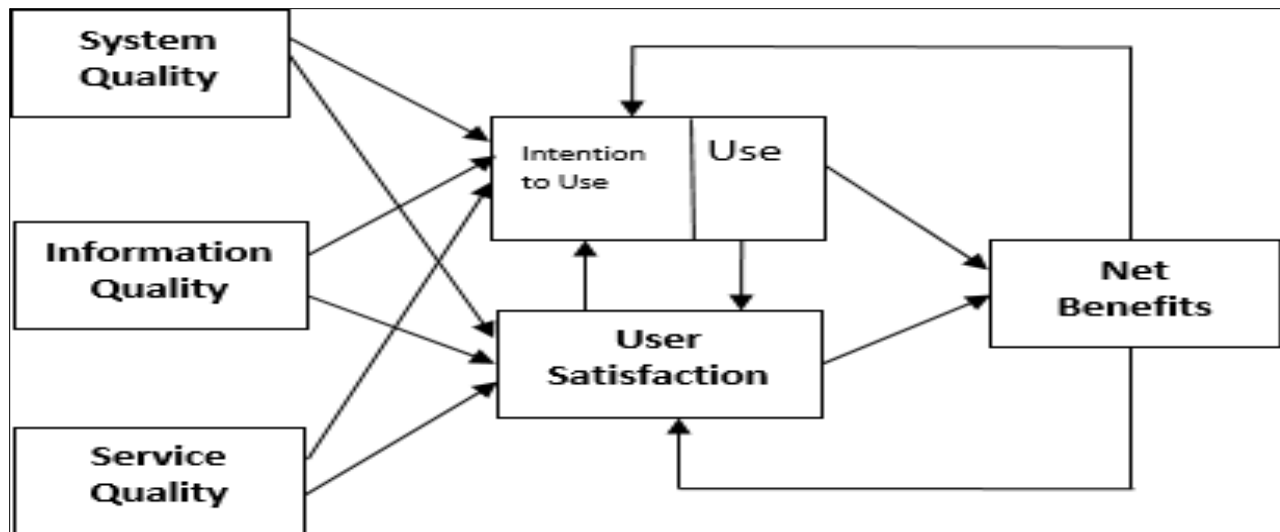 System
Quality
Intention
to Use
Use
Information
Quality
Net
Benefits
User
Satisfaction
Service
Quality